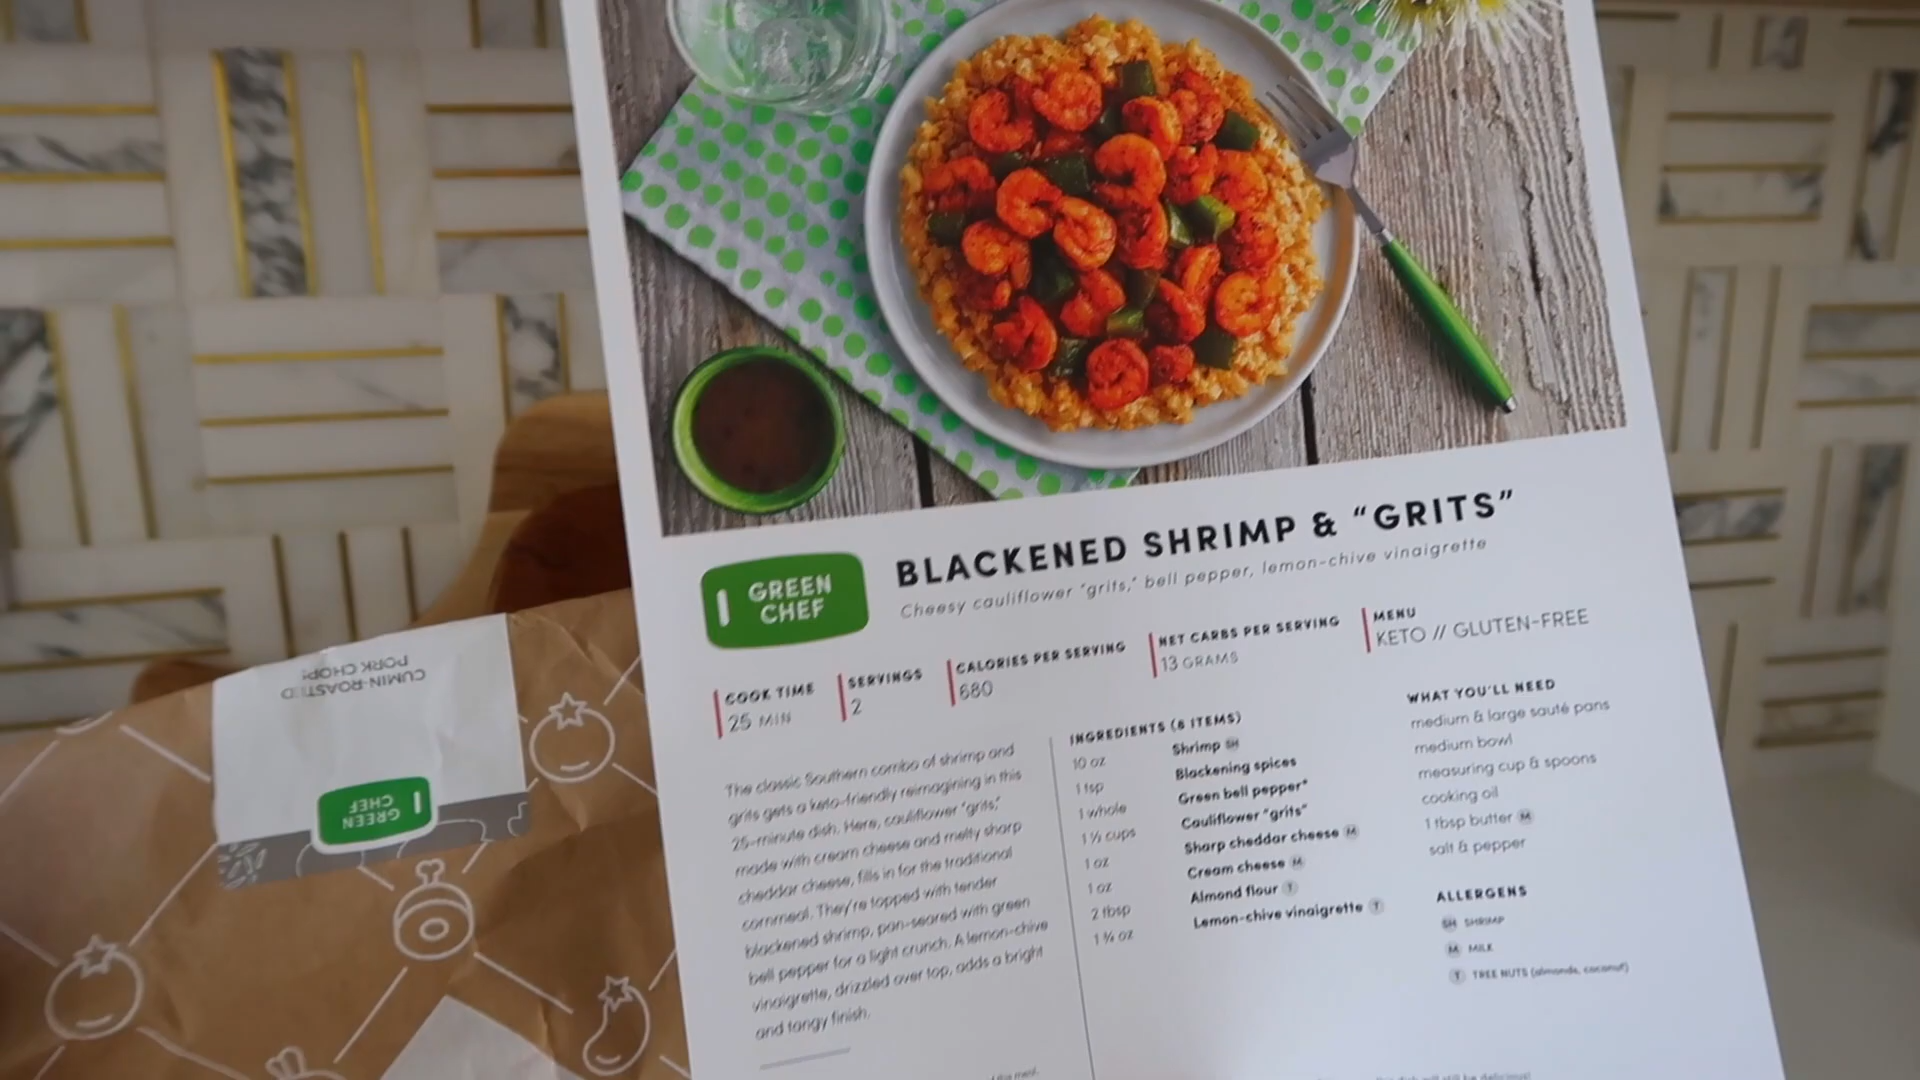 BLACKENED SHRIMP & “GRITS”
Cheesy cauliflower “grits,” bell pepper, lemon-chive vinaigrette
GREEN
CHEF
COOK TIME
25 MIN
SERVINGS
2
CALORIES PER SERVING
680
NET CARBS PER SERVING
13 GRAMS
MENU
KETO // GLUTEN-FREE
The classic Southern combo of shrimp and
grits gets a keto-friendly reimagining in this
25-minute dish. Here, cauliflower “grits,”
made with cream cheese and melty sharp
cheddar cheese, fills in for the traditional
cornmeal. They're topped with tender
blackened shrimp, pan-seared with green
bell pepper for a light crunch. A lemon-chive
vinaigrette, drizzled over top, adds a bright
and tangy finish.
INGREDIENTS (8 ITEMS)
10 oz Shrimp SH
1 tsp Blackening spices
1 whole Green bell pepper*
1 ½ cups Cauliflower “grits”
1 oz Sharp cheddar cheese M
1 oz Cream cheese M
2 tbsp Almond flour T
1 ¾ oz Lemon-chive vinaigrette T
WHAT YOU'LL NEED
medium & large sauté pans
medium bowl
measuring cup & spoons
cooking oil
1 tbsp butter M
salt & pepper
ALLERGENS
SH SHRIMP
M MILK
T TREE NUTS (almonds, coconut)
CUMIN-ROASTED
PORK CHOPS
GREEN
CHEF